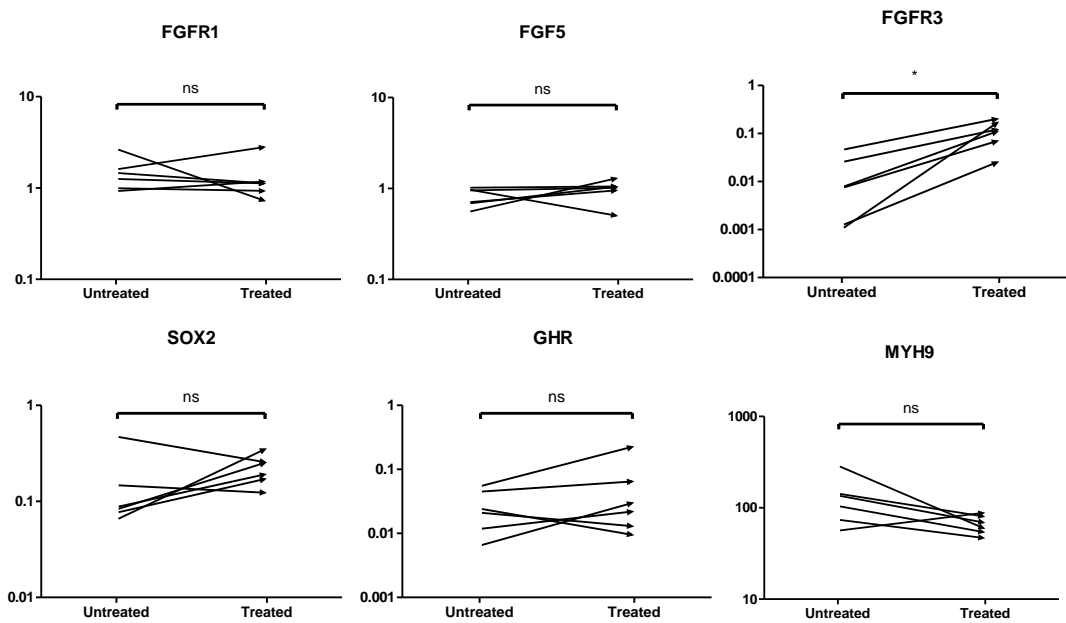 FGFR1
ns
10
1
0.1
Untreated Treated
FGF5
ns
10
1
0.1
Untreated Treated
FGFR3
*
1
0.1
0.01
0.001
0.0001
Untreated Treated
SOX2
ns
1
0.1
0.01
Untreated Treated
GHR
ns
1
0.1
0.01
0.001
Untreated Treated
MYH9
ns
1000
100
10
Untreated Treated